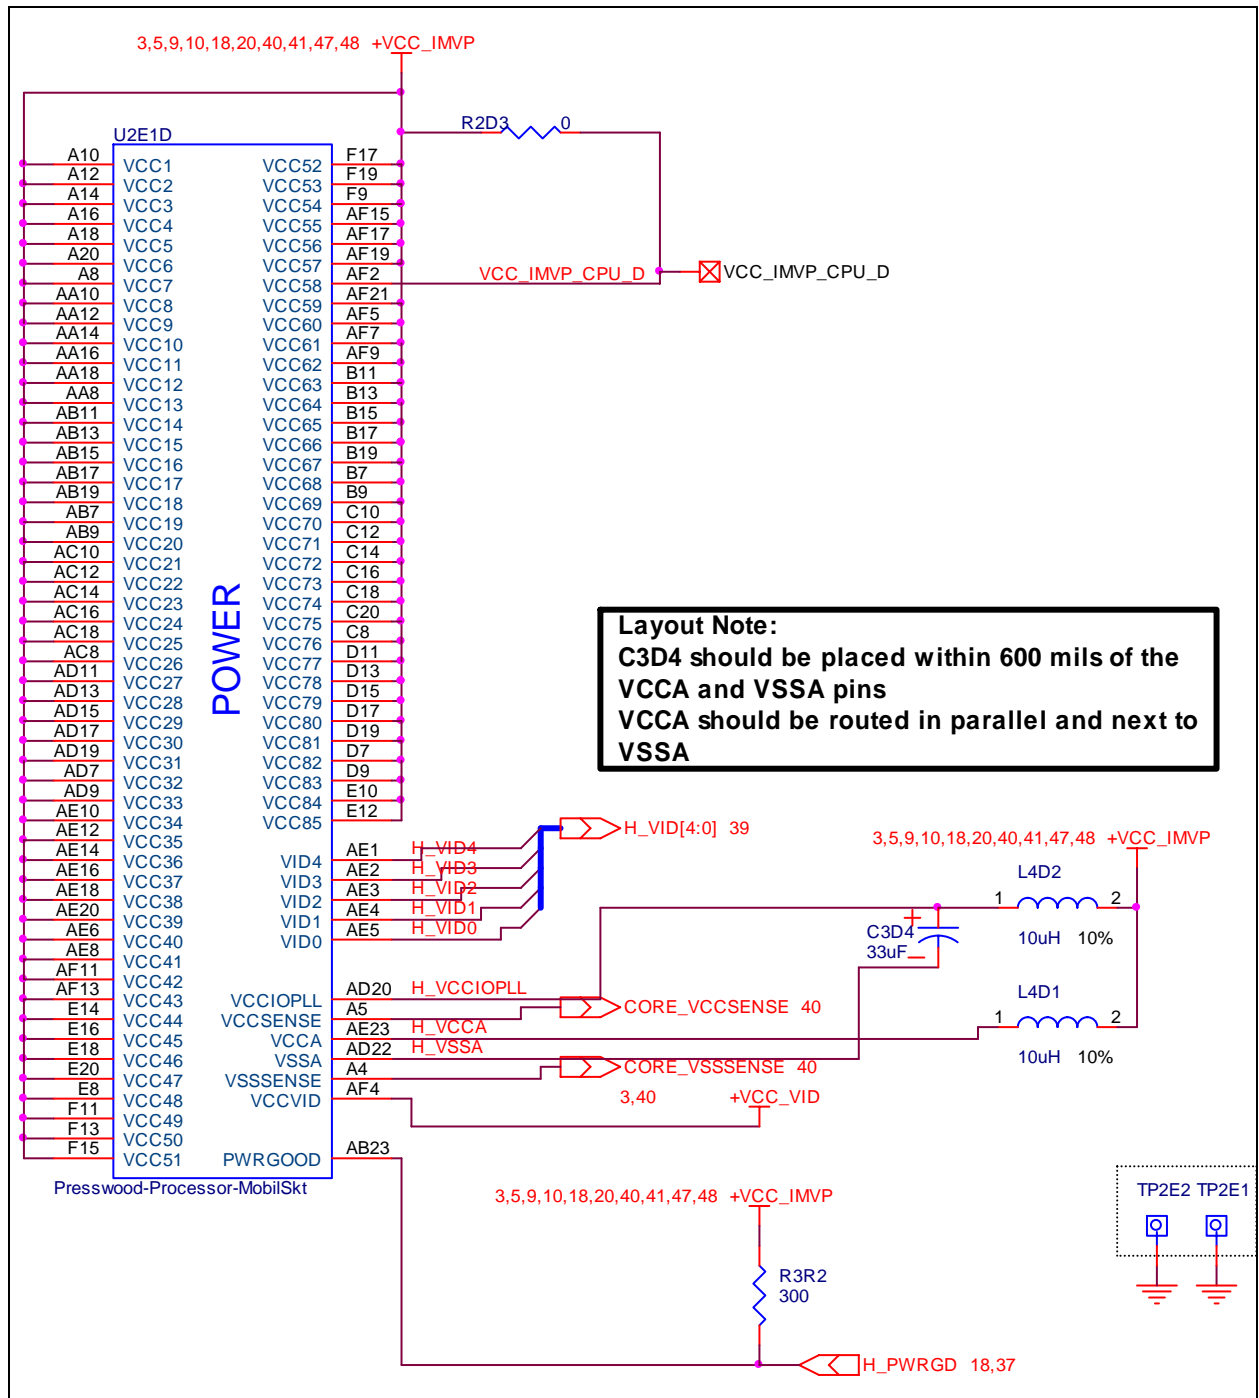 3,5,9,10,18,20,40,41,47,48 +VCC_IMVP
R2D3 0
U2E1D
A10 VCC1 VCC52 F17
A12 VCC2 VCC53 F19
A14 VCC3 VCC54 F9
A16 VCC4 VCC55 AF15
A18 VCC5 VCC56 AF17
A20 VCC6 VCC57 AF19
A8 VCC7 VCC58 AF2 VCC_IMVP_CPU_D VCC_IMVP_CPU_D
AA10 VCC8 VCC59 AF21
AA12 VCC9 VCC60 AF5
AA14 VCC10 VCC61 AF7
AA16 VCC11 VCC62 AF9
AA18 VCC12 VCC63 B11
AA8 VCC13 VCC64 B13
AB11 VCC14 VCC65 B15
AB13 VCC15 VCC66 B17
AB15 VCC16 VCC67 B19
AB17 VCC17 VCC68 B7
AB19 VCC18 VCC69 B9
AB7 VCC19 VCC70 C10
AB9 VCC20 VCC71 C12
AC10 VCC21 VCC72 C14
AC12 VCC22 VCC73 C16
AC14 VCC23 VCC74 C18
AC16 VCC24 VCC75 C20
AC18 VCC25 VCC76 C8
AC8 VCC26 VCC77 D11
AD11 VCC27 VCC78 D13
AD13 VCC28 VCC79 D15
AD15 VCC29 VCC80 D17
AD17 VCC30 VCC81 D19
AD19 VCC31 VCC82 D7
AD7 VCC32 VCC83 D9
AD9 VCC33 VCC84 E10
AE10 VCC34 VCC85 E12
AE12 VCC35
AE14 VCC36 VID4 AE1 H_VID4
AE16 VCC37 VID3 AE2 H_VID3
AE18 VCC38 VID2 AE3 H_VID2
AE20 VCC39 VID1 AE4 H_VID1
AE6 VCC40 VID0 AE5 H_VID0
AE8 VCC41
AF11 VCC42
AF13 VCC43 VCCIOPLL AD20 H_VCCIOPLL
E14 VCC44 VCCSENSE A5 CORE_VCCSENSE 40
E16 VCC45 VCCA AE23 H_VCCA
E18 VCC46 VSSA AD22 H_VSSA
E20 VCC47 VSSSENSE A4 CORE_VSSSENSE 40
E8 VCC48 VCCVID AF4
F11 VCC49
F13 VCC50
F15 VCC51 PWRGOOD AB23
POWER
Presswood-Processor-MobilSkt
Layout Note:
C3D4 should be placed within 600 mils of the
VCCA and VSSA pins
VCCA should be routed in parallel and next to
VSSA
H_VID[4:0] 39
3,5,9,10,18,20,40,41,47,48 +VCC_IMVP
L4D2
1 2
10uH 10%
+
C3D4
33uF
−
L4D1
1 2
10uH 10%
3,40 +VCC_VID
3,5,9,10,18,20,40,41,47,48 +VCC_IMVP
R3R2
300
H_PWRGD 18,37
TP2E2 TP2E1